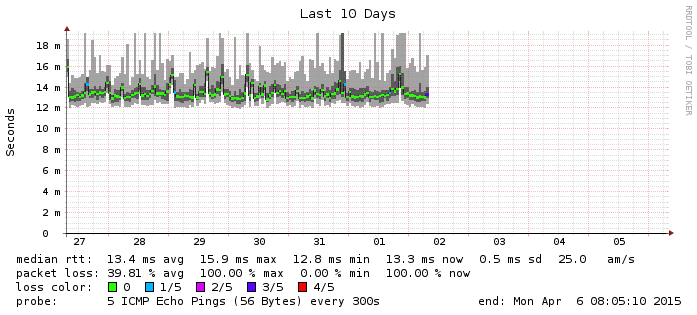 Last 10 Days
RRDTOOL / TOBI OETIKER
Seconds
18 m
16 m
14 m
12 m
10 m
8 m
6 m
4 m
2 m
0
27 28 29 30 31 01 02 03 04 05
median rtt: 13.4 ms avg 15.9 ms max 12.8 ms min 13.3 ms now 0.5 ms sd 25.0 am/s
packet loss: 39.81 % avg 100.00 % max 0.00 % min 100.00 % now
loss color: 0 1/5 2/5 3/5 4/5
probe: 5 ICMP Echo Pings (56 Bytes) every 300s end: Mon Apr 6 08:05:10 2015